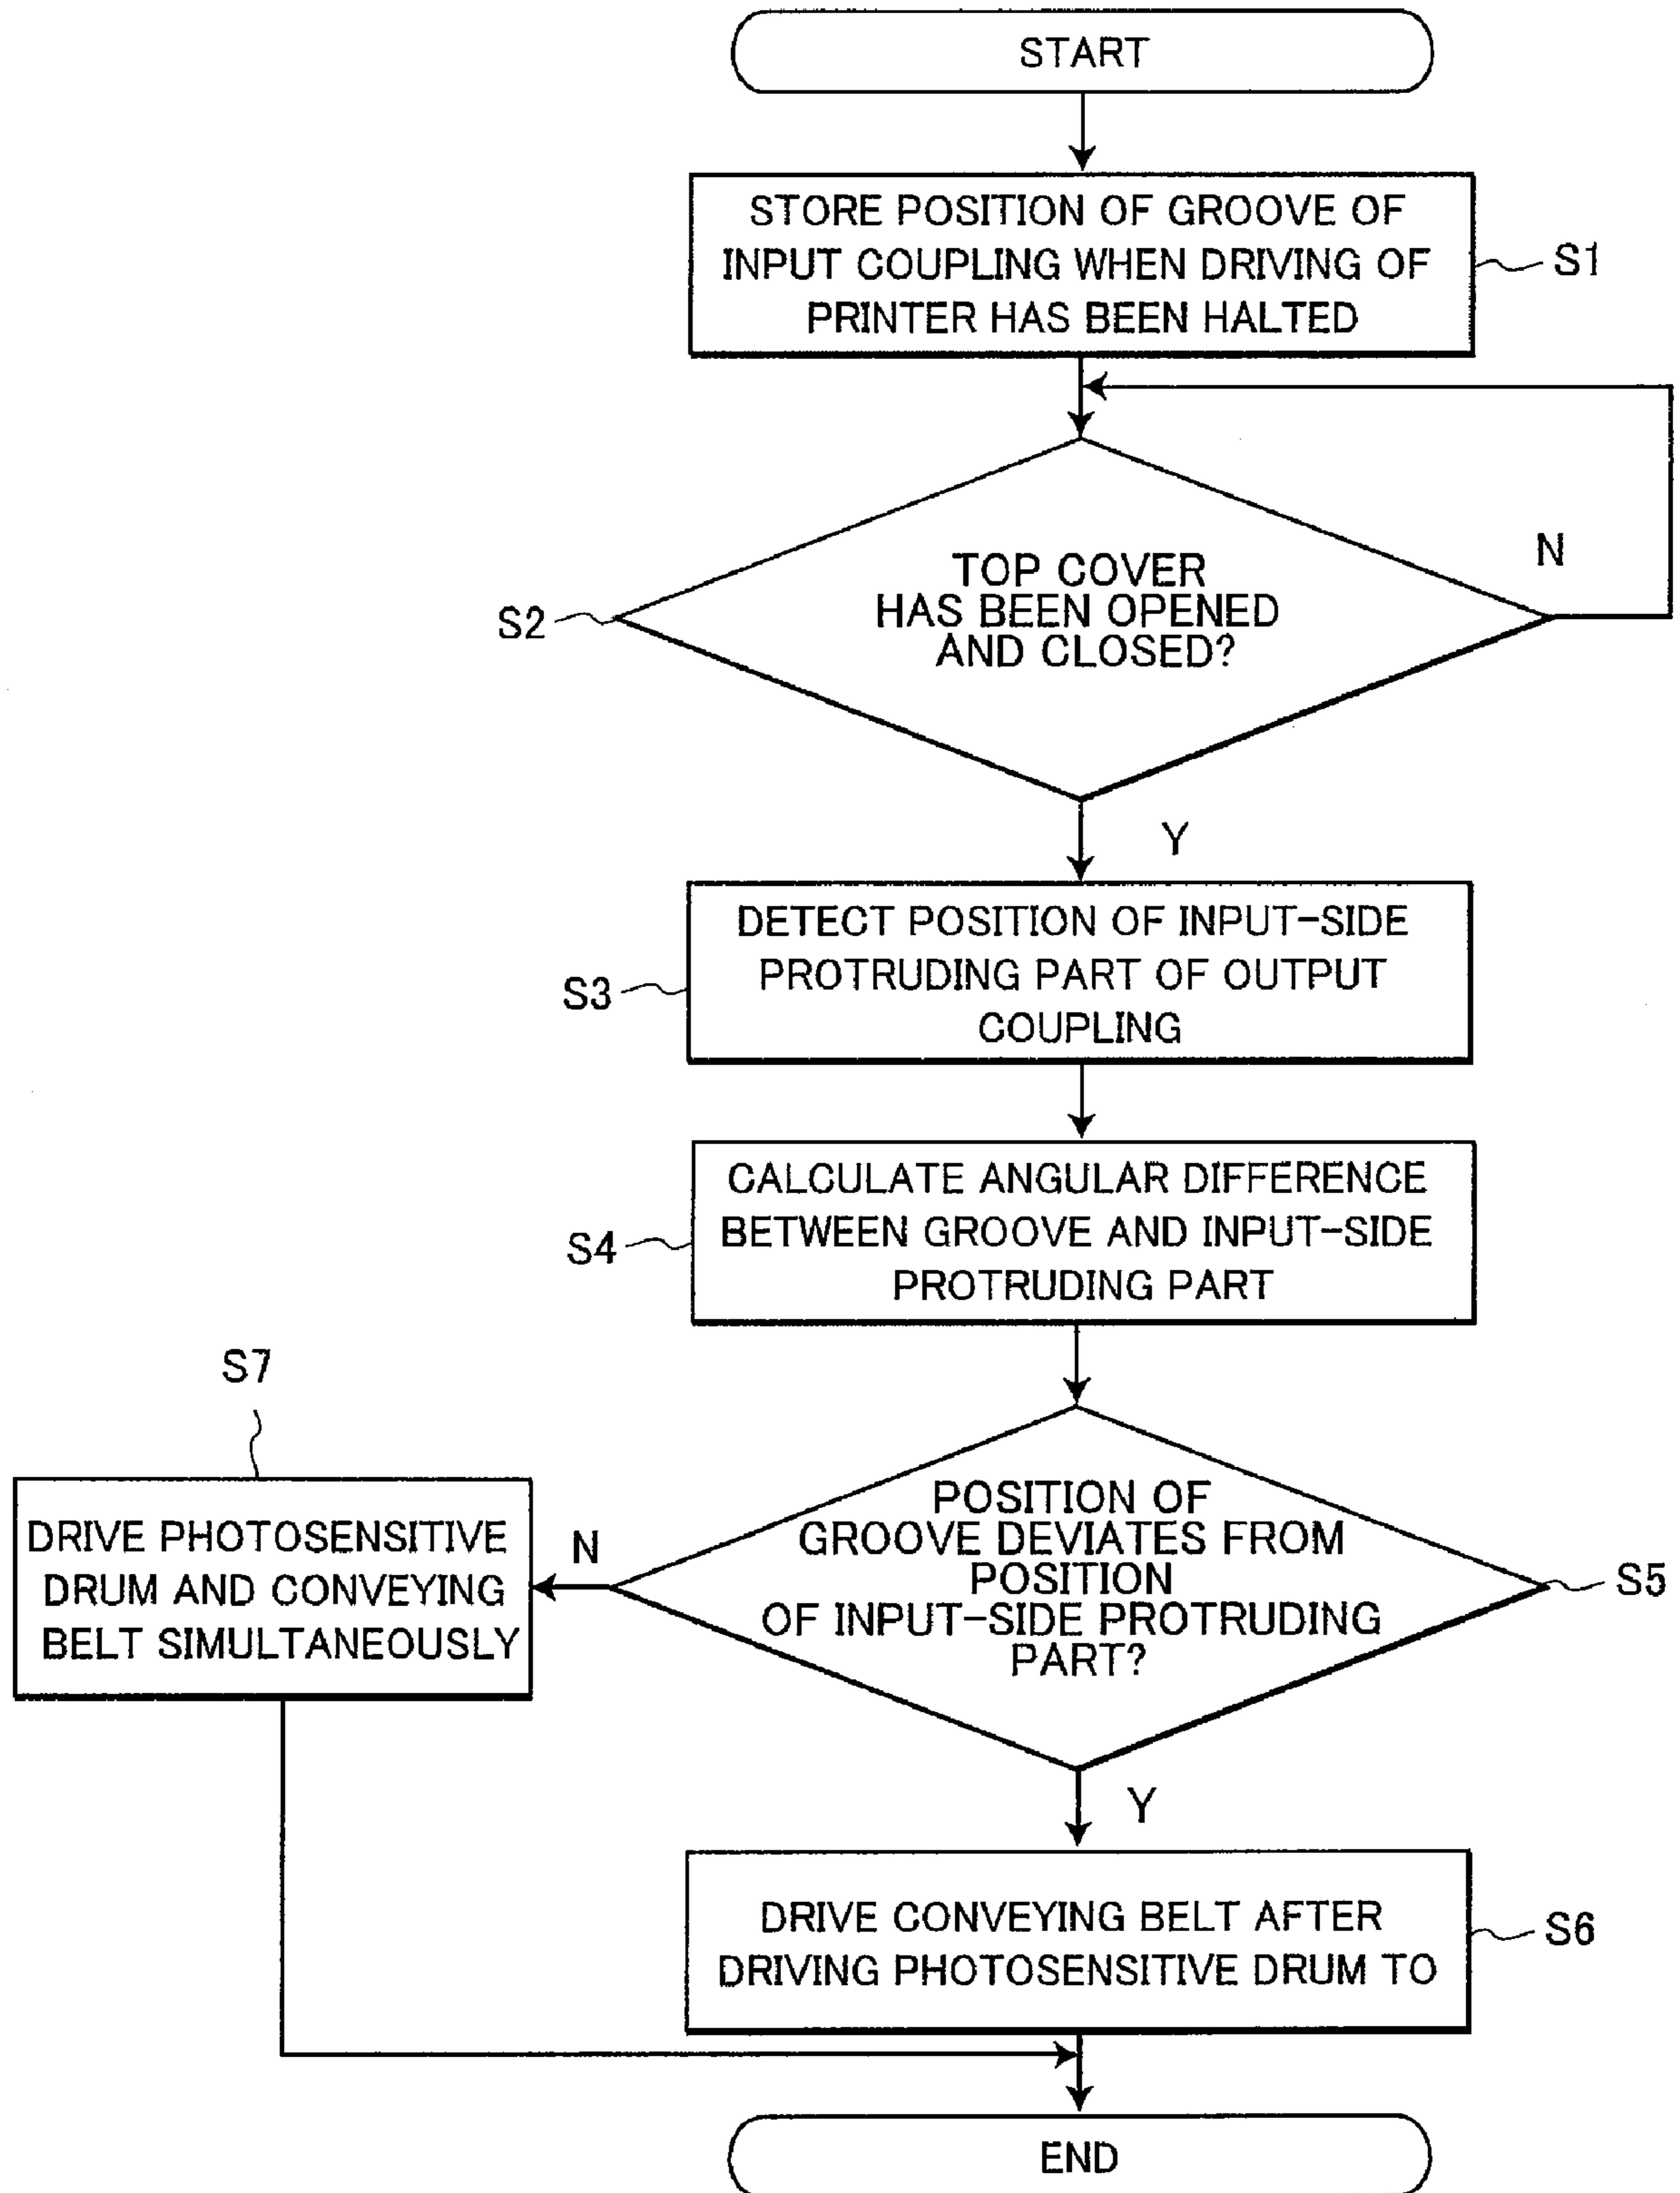 START
STORE POSITION OF GROOVE OF
INPUT COUPLING WHEN DRIVING OF
PRINTER HAS BEEN HALTED
S1
TOP COVER
HAS BEEN OPENED
AND CLOSED?
N
S2
Y
DETECT POSITION OF INPUT-SIDE
PROTRUDING PART OF OUTPUT
COUPLING
S3
CALCULATE ANGULAR DIFFERENCE
BETWEEN GROOVE AND INPUT-SIDE
PROTRUDING PART
S4
POSITION OF
GROOVE DEVIATES FROM
POSITION
OF INPUT-SIDE PROTRUDING
PART?
S5
N
S7
DRIVE PHOTOSENSITIVE
DRUM AND CONVEYING
BELT SIMULTANEOUSLY
Y
DRIVE CONVEYING BELT AFTER
DRIVING PHOTOSENSITIVE DRUM TO
S6
END